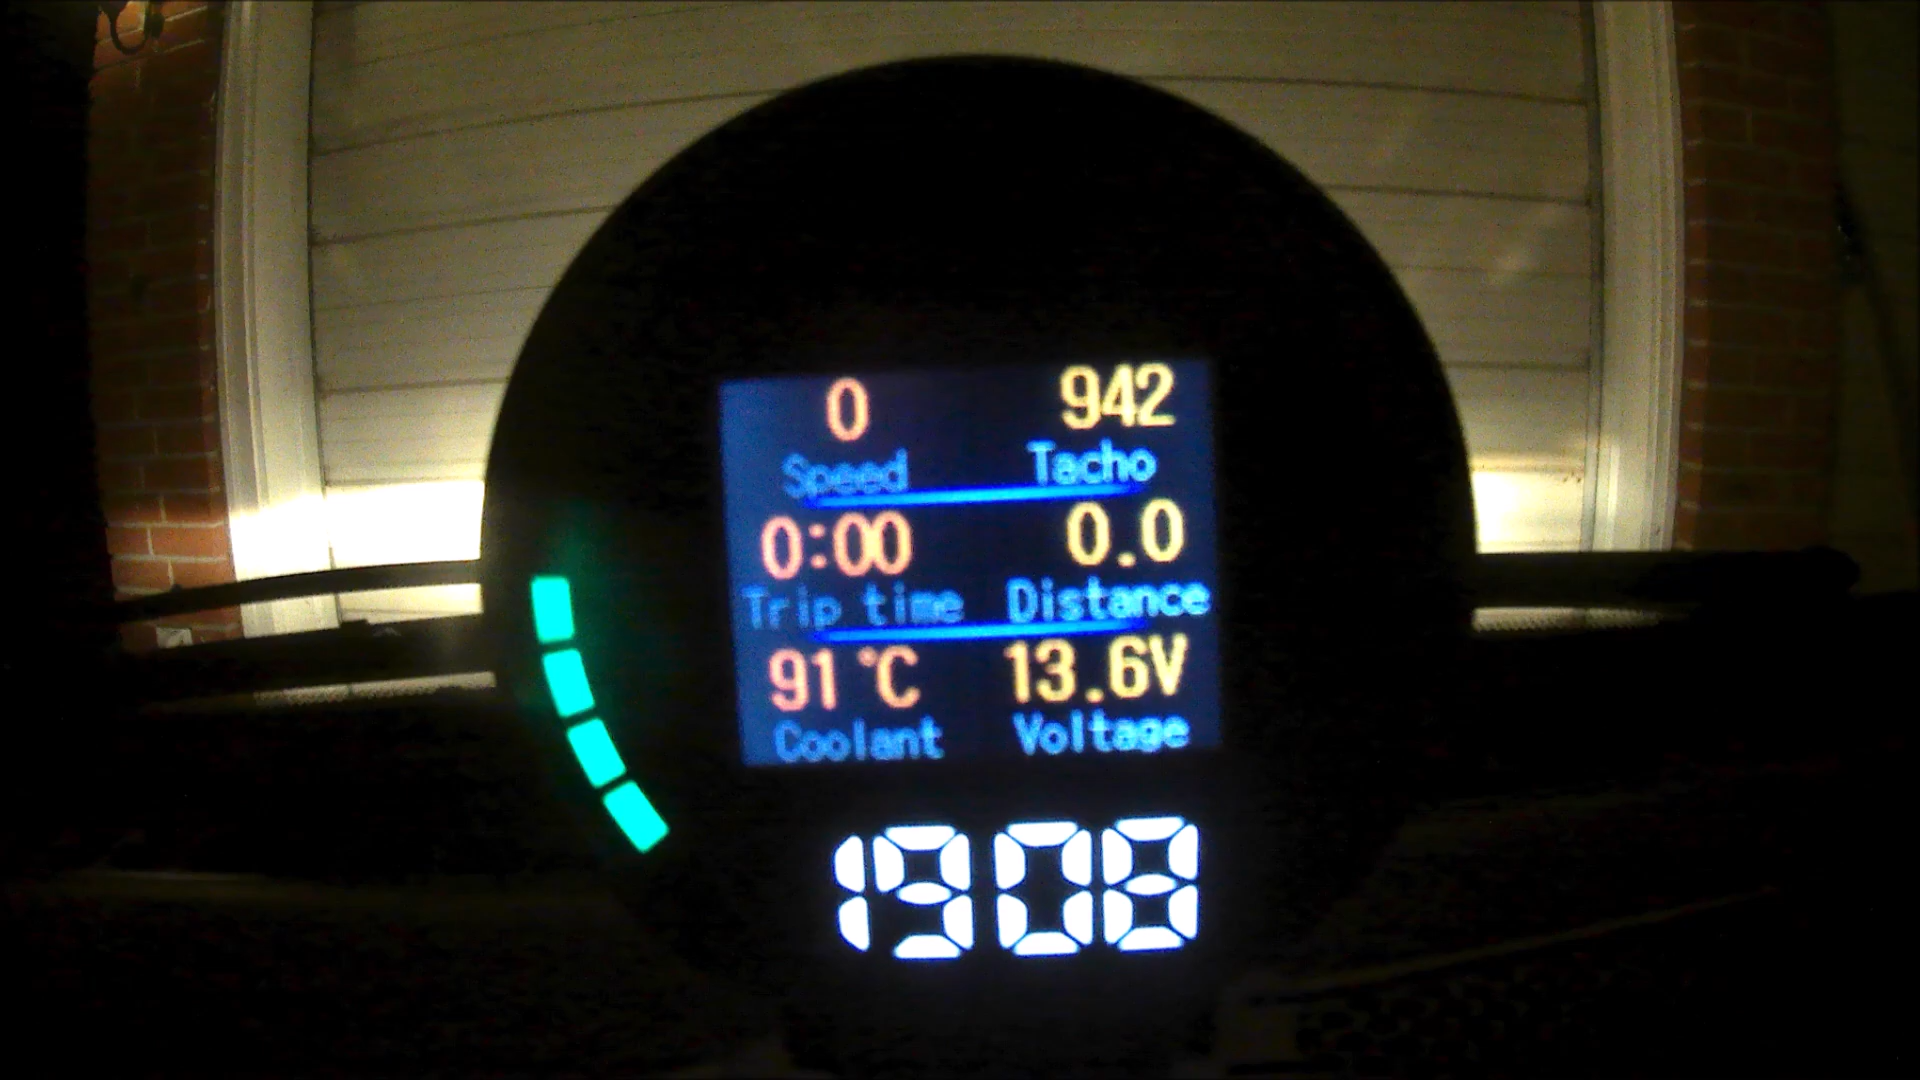 0 942
Speed Tacho
0:00 0.0
Trip time Distance
91 °C 13.6V
Coolant Voltage
1908